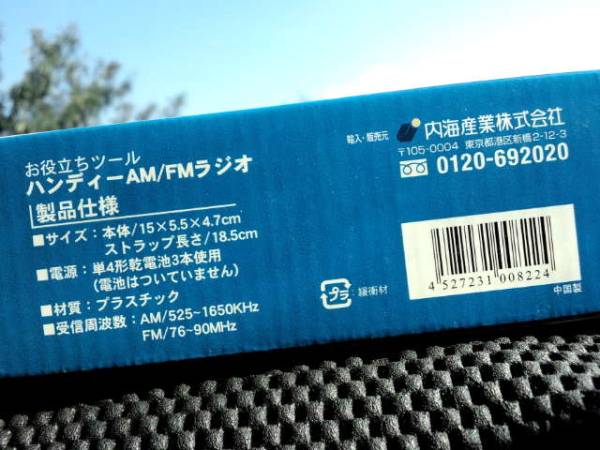 お役立ちツール
ハンディーAM/FMラジオ
製品仕様
■サイズ：本体/15×5.5×4.7cm
ストラップ長さ/18.5cm
■電源：単4形乾電池3本使用
(電池はついていません)
■材質：プラスチック
■受信周波数：AM/525~1650KHz
FM/76~90MHz
輸入・販売元
内海産業株式会社
〒105-0004 東京都港区新橋2-12-3
0120-692020
プラ
緩衝材
4 527231 008224
中国製